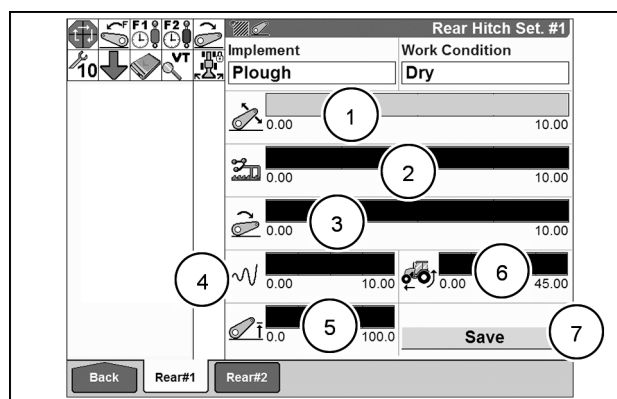 F F1 F2
Rear Hitch Set. #1
10 VT
Implement Work Condition
Plough Dry
1
0.00 10.00
2
0.00 10.00
3
0.00 10.00
4
0.00 10.00
6
0.00 45.00
5
0.0 100.0
Save 7
Back Rear#1 Rear#2